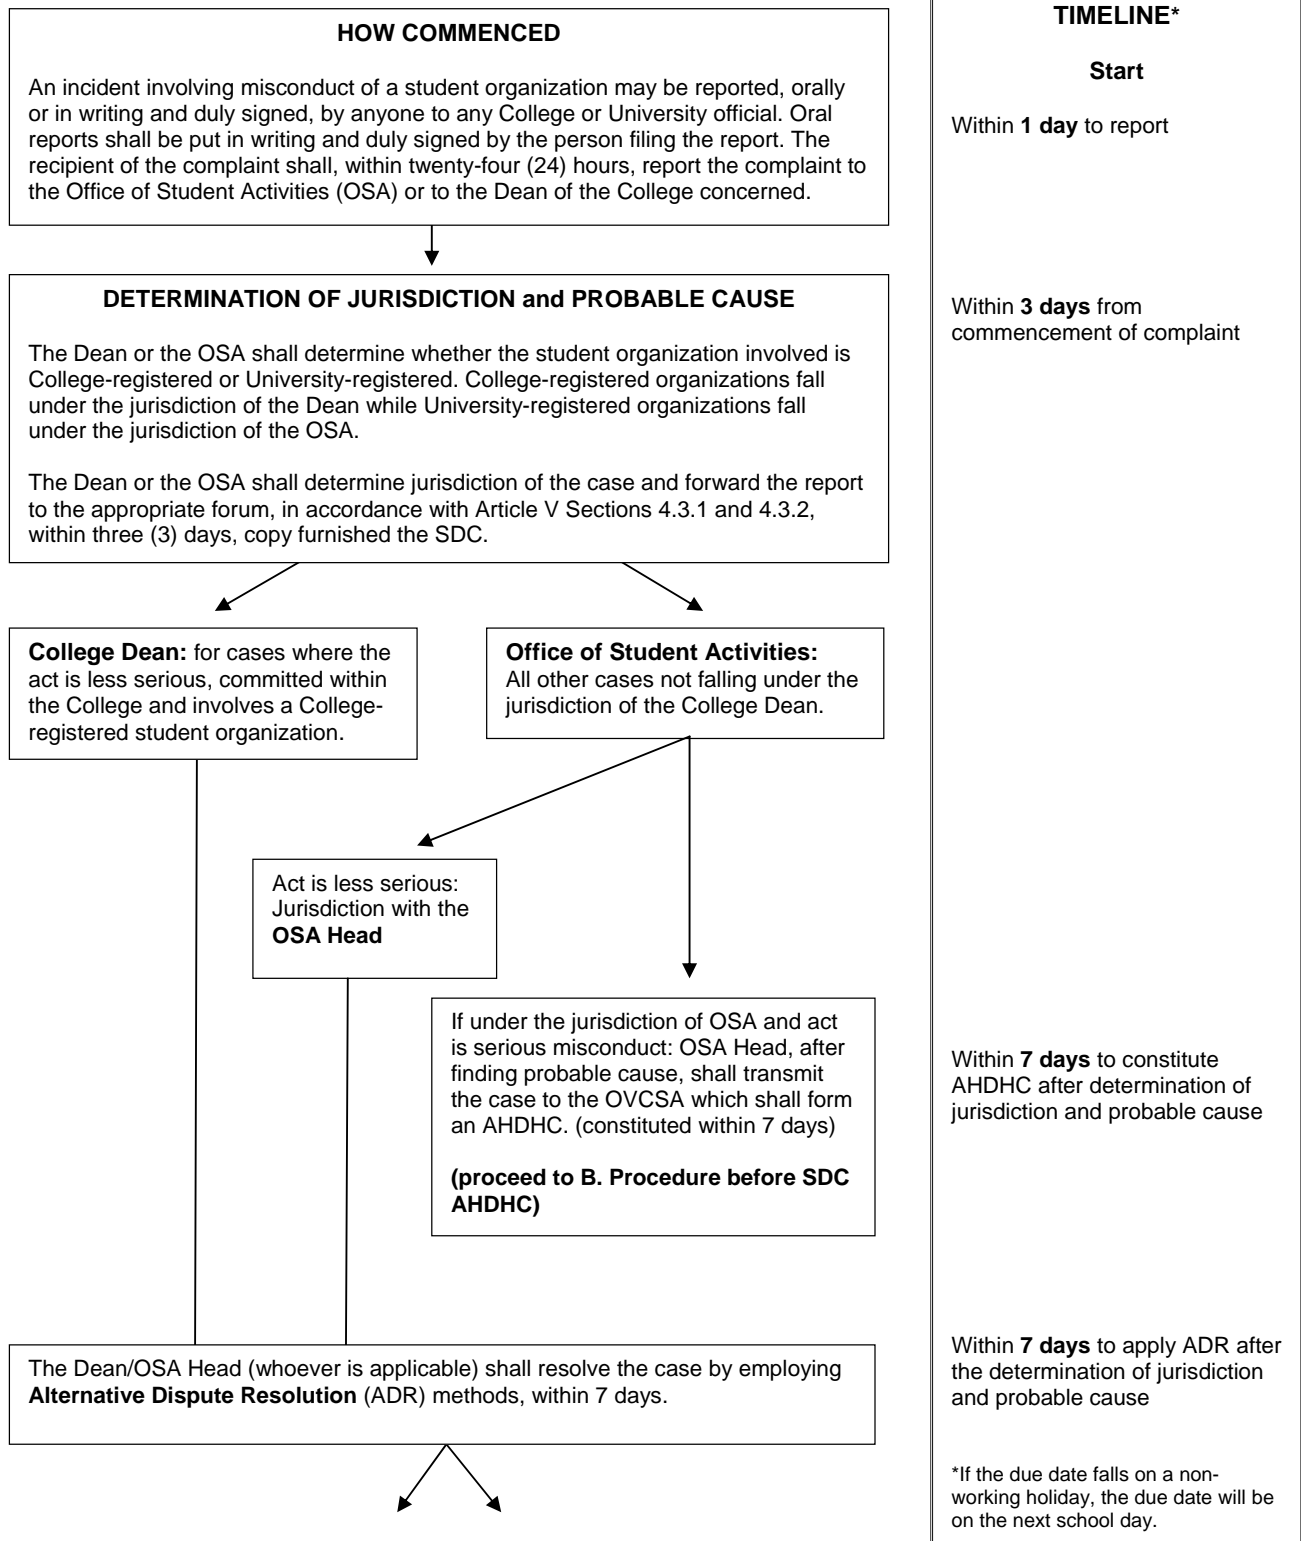 HOW COMMENCED
An incident involving misconduct of a student organization may be reported, orally
or in writing and duly signed, by anyone to any College or University official. Oral
reports shall be put in writing and duly signed by the person filing the report. The
recipient of the complaint shall, within twenty-four (24) hours, report the complaint to
the Office of Student Activities (OSA) or to the Dean of the College concerned.
DETERMINATION OF JURISDICTION and PROBABLE CAUSE
The Dean or the OSA shall determine whether the student organization involved is
College-registered or University-registered. College-registered organizations fall
under the jurisdiction of the Dean while University-registered organizations fall
under the jurisdiction of the OSA.
The Dean or the OSA shall determine jurisdiction of the case and forward the report
to the appropriate forum, in accordance with Article V Sections 4.3.1 and 4.3.2,
within three (3) days, copy furnished the SDC.
College Dean: for cases where the
act is less serious, committed within
the College and involves a College-
registered student organization.
Office of Student Activities:
All other cases not falling under the
jurisdiction of the College Dean.
Act is less serious:
Jurisdiction with the
OSA Head
If under the jurisdiction of OSA and act
is serious misconduct: OSA Head, after
finding probable cause, shall transmit
the case to the OVCSA which shall form
an AHDHC. (constituted within 7 days)
(proceed to B. Procedure before SDC
AHDHC)
The Dean/OSA Head (whoever is applicable) shall resolve the case by employing
Alternative Dispute Resolution (ADR) methods, within 7 days.
TIMELINE*
Start
Within 1 day to report
Within 3 days from
commencement of complaint
Within 7 days to constitute
AHDHC after determination of
jurisdiction and probable cause
Within 7 days to apply ADR after
the determination of jurisdiction
and probable cause
*If the due date falls on a non-
working holiday, the due date will be
on the next school day.